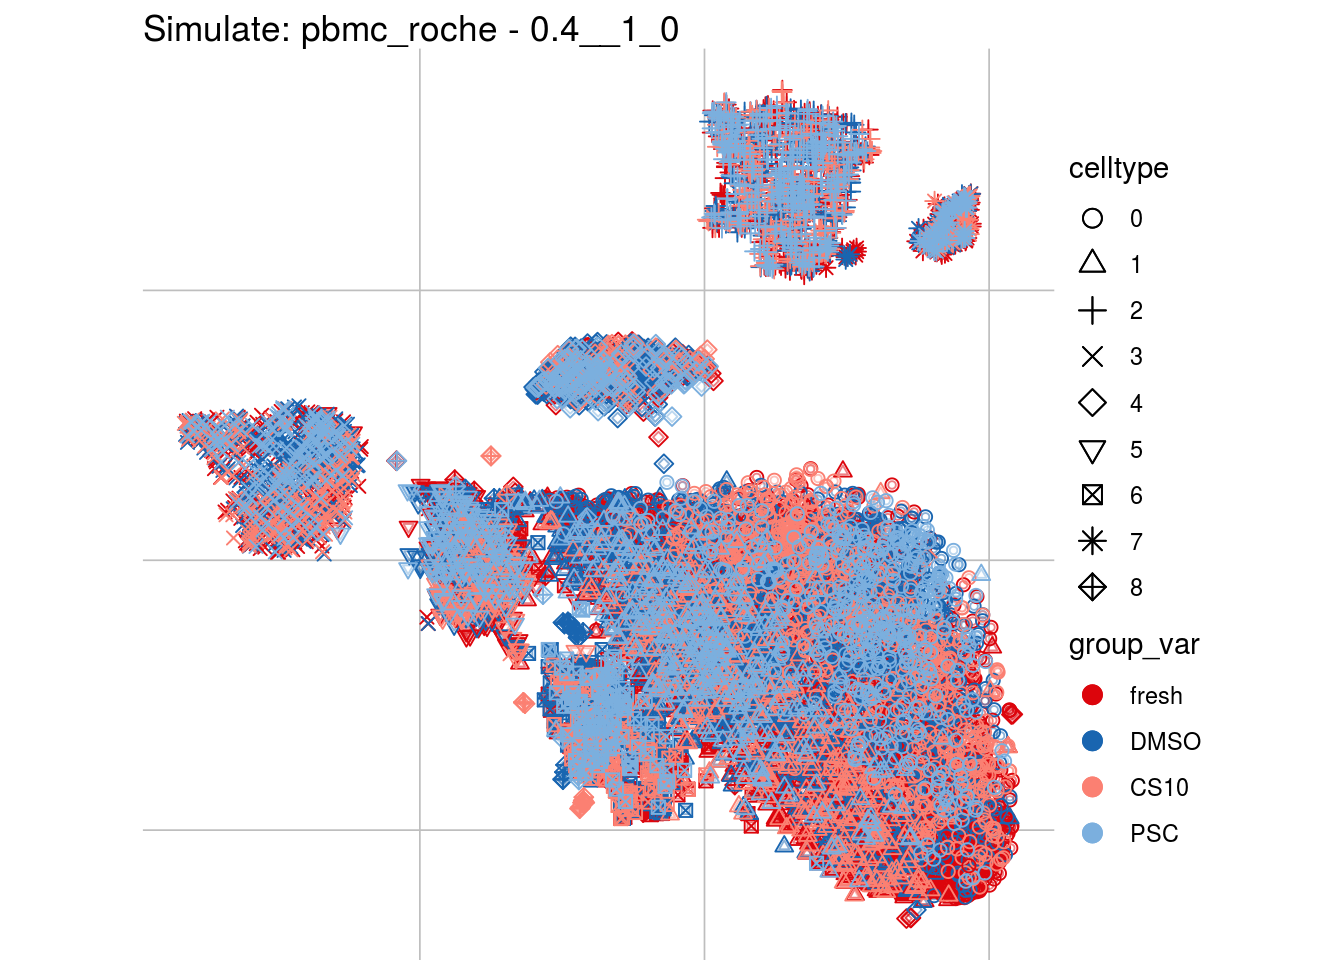 Simulate: pbmc_roche - 0.4__1_0
celltype
0
1
2
3
4
5
6
7
8
group_var
fresh
DMSO
CS10
PSC